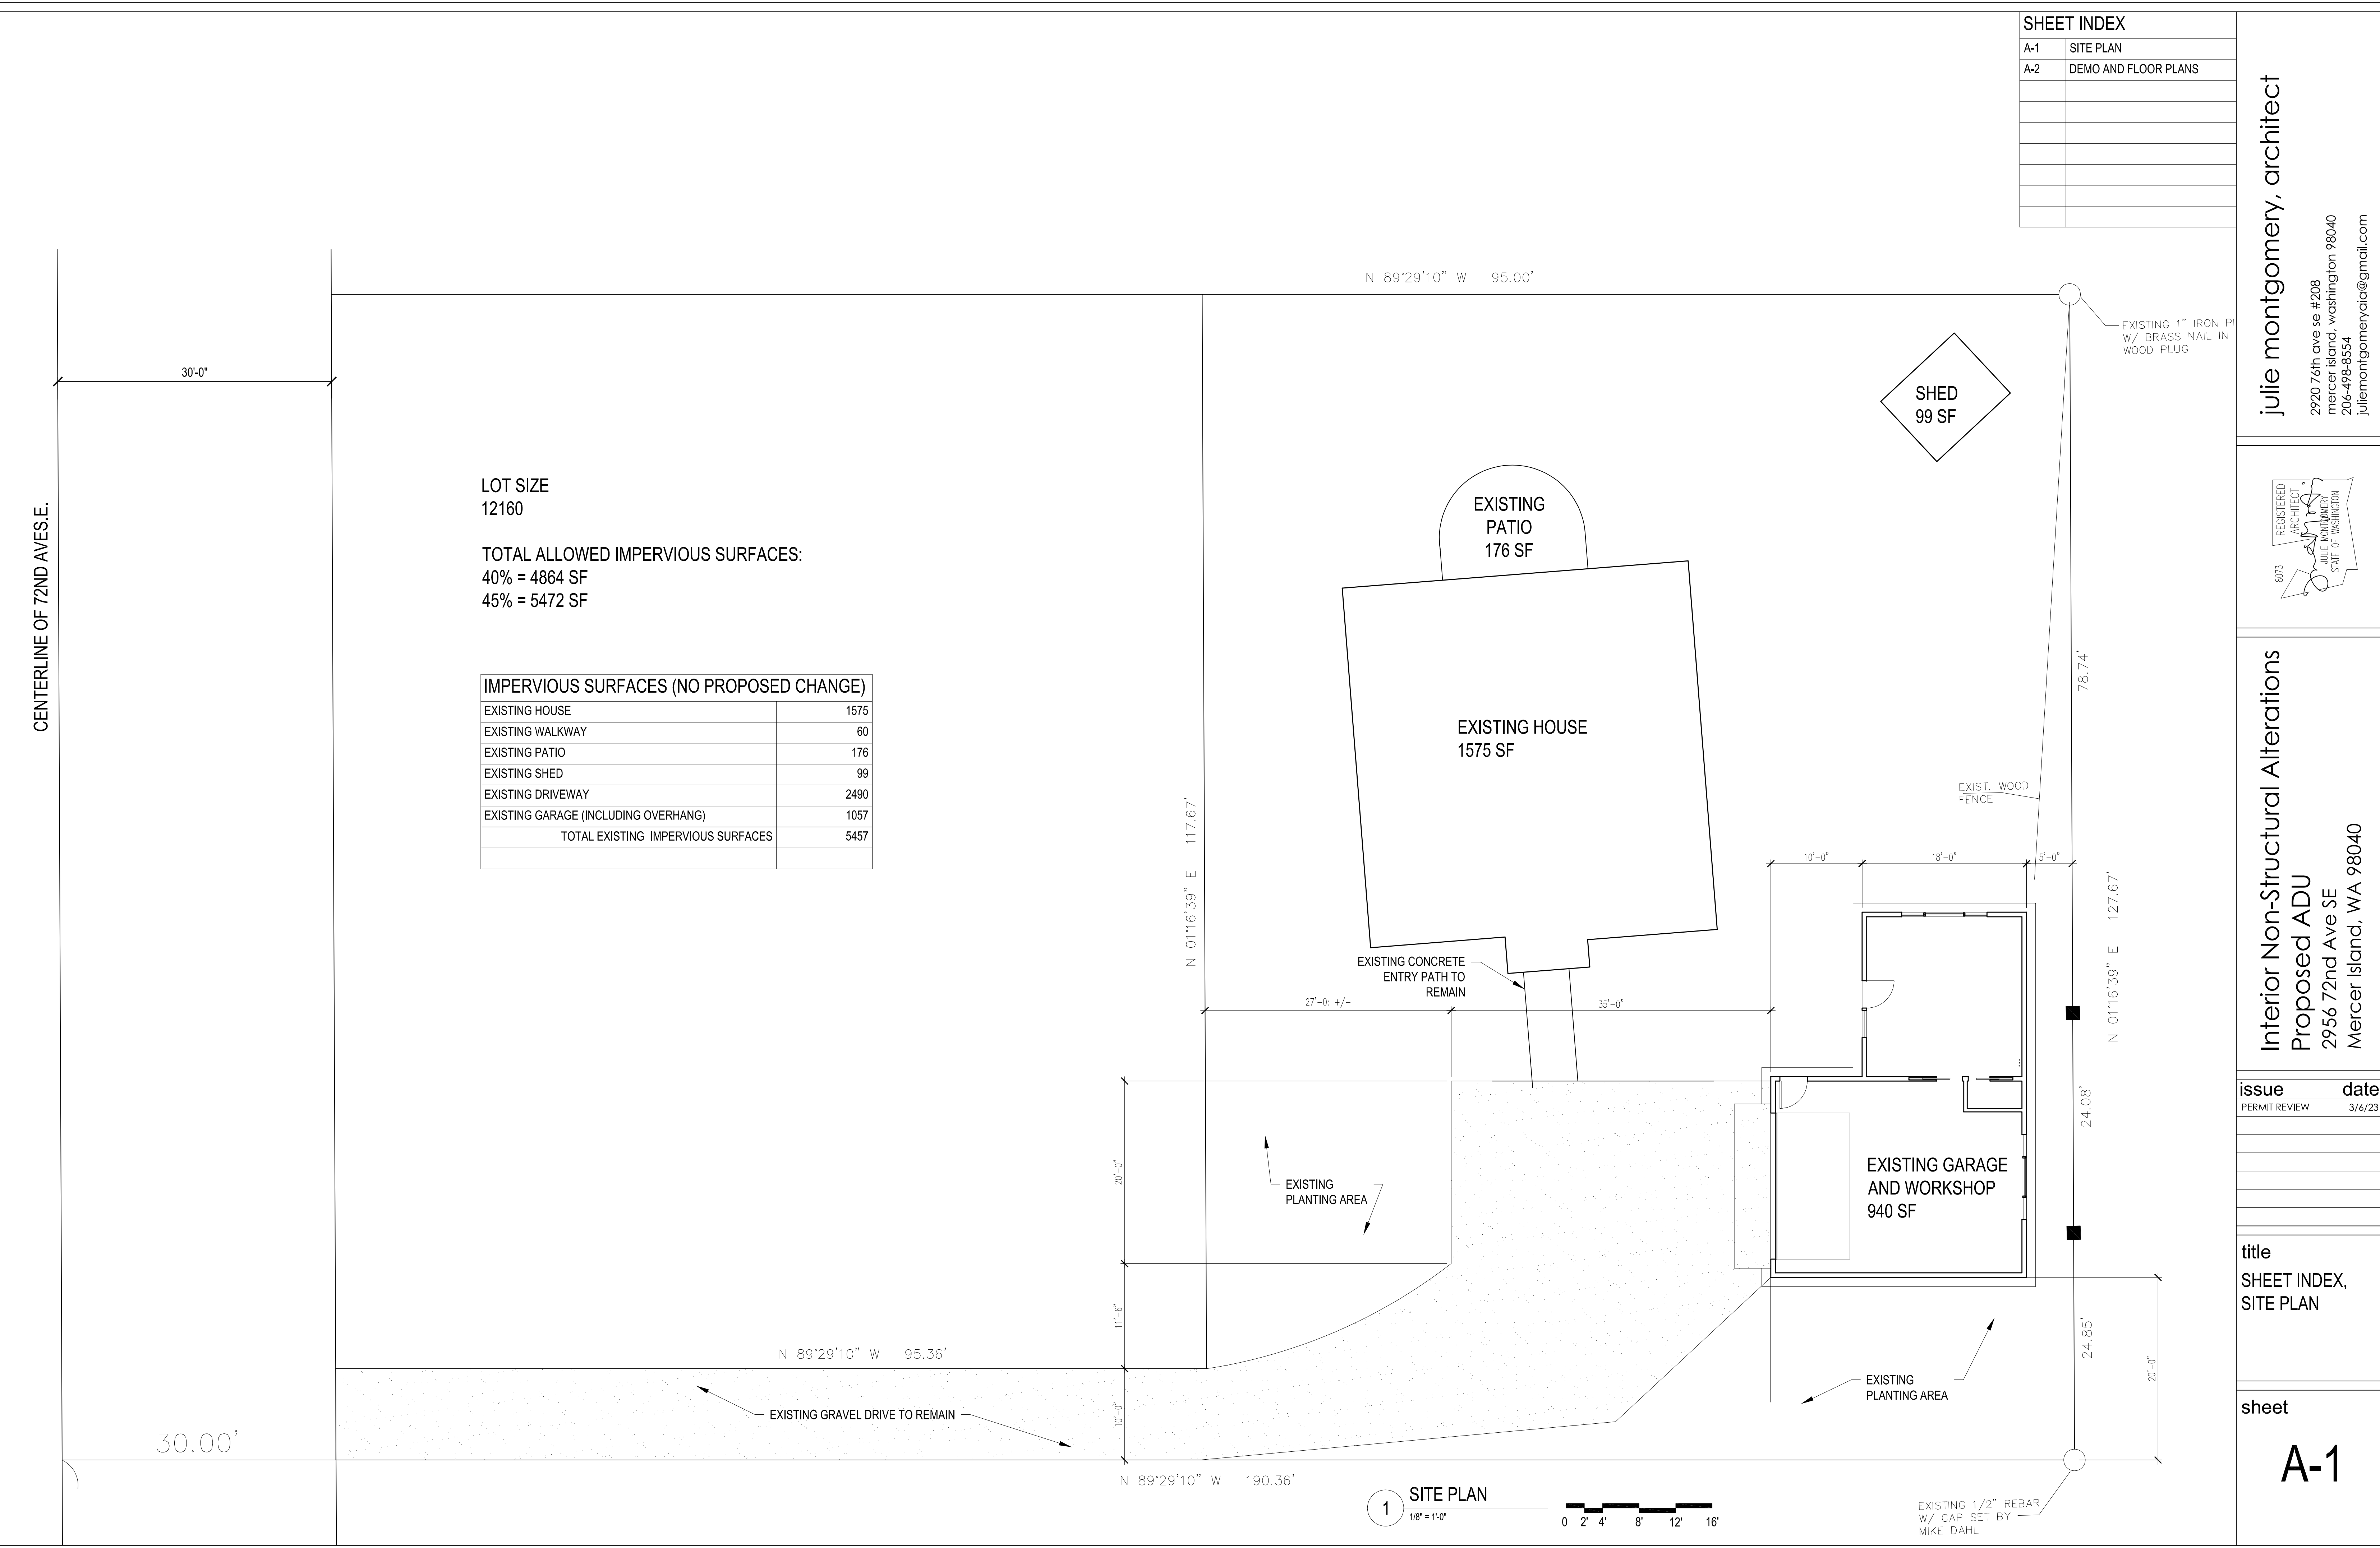 SHEET INDEX
A-1 SITE PLAN
A-2 DEMO AND FLOOR PLANS
julie montgomery, architect
2920 76th ave se #208
mercer island, washington 98040
206-498-8554
juliemontgomeryaia@gmail.com
8073
REGISTERED
ARCHITECT
JULIE MONTGOMERY
STATE OF WASHINGTON
Interior Non-Structural Alterations
Proposed ADU
2956 72nd Ave SE
Mercer Island, WA 98040
issue date
PERMIT REVIEW 3/6/23
title
SHEET INDEX,
SITE PLAN
sheet
A-1
N 89°29'10" W 95.00'
EXISTING 1" IRON PI
W/ BRASS NAIL IN
WOOD PLUG
30'-0"
CENTERLINE OF 72ND AVES.E.
LOT SIZE
12160
TOTAL ALLOWED IMPERVIOUS SURFACES:
40% = 4864 SF
45% = 5472 SF
IMPERVIOUS SURFACES (NO PROPOSED CHANGE)
EXISTING HOUSE 1575
EXISTING WALKWAY 60
EXISTING PATIO 176
EXISTING SHED 99
EXISTING DRIVEWAY 2490
EXISTING GARAGE (INCLUDING OVERHANG) 1057
TOTAL EXISTING IMPERVIOUS SURFACES 5457
SHED
99 SF
EXISTING
PATIO
176 SF
EXISTING HOUSE
1575 SF
78.74'
EXIST. WOOD
FENCE
N 01°16'39" E 117.67'
10'-0"
18'-0"
5'-0"
N 01°16'39" E 127.67'
EXISTING CONCRETE
ENTRY PATH TO
REMAIN
27'-0: +/-
35'-0"
24.08'
20'-0"
EXISTING
PLANTING AREA
EXISTING GARAGE
AND WORKSHOP
940 SF
11'-6"
24.85'
20'-0"
N 89°29'10" W 95.36'
EXISTING
PLANTING AREA
EXISTING GRAVEL DRIVE TO REMAIN
10'-0"
30.00'
N 89°29'10" W 190.36'
1
SITE PLAN
1/8" = 1'-0"
0 2' 4' 8' 12' 16'
EXISTING 1/2" REBAR
W/ CAP SET BY
MIKE DAHL